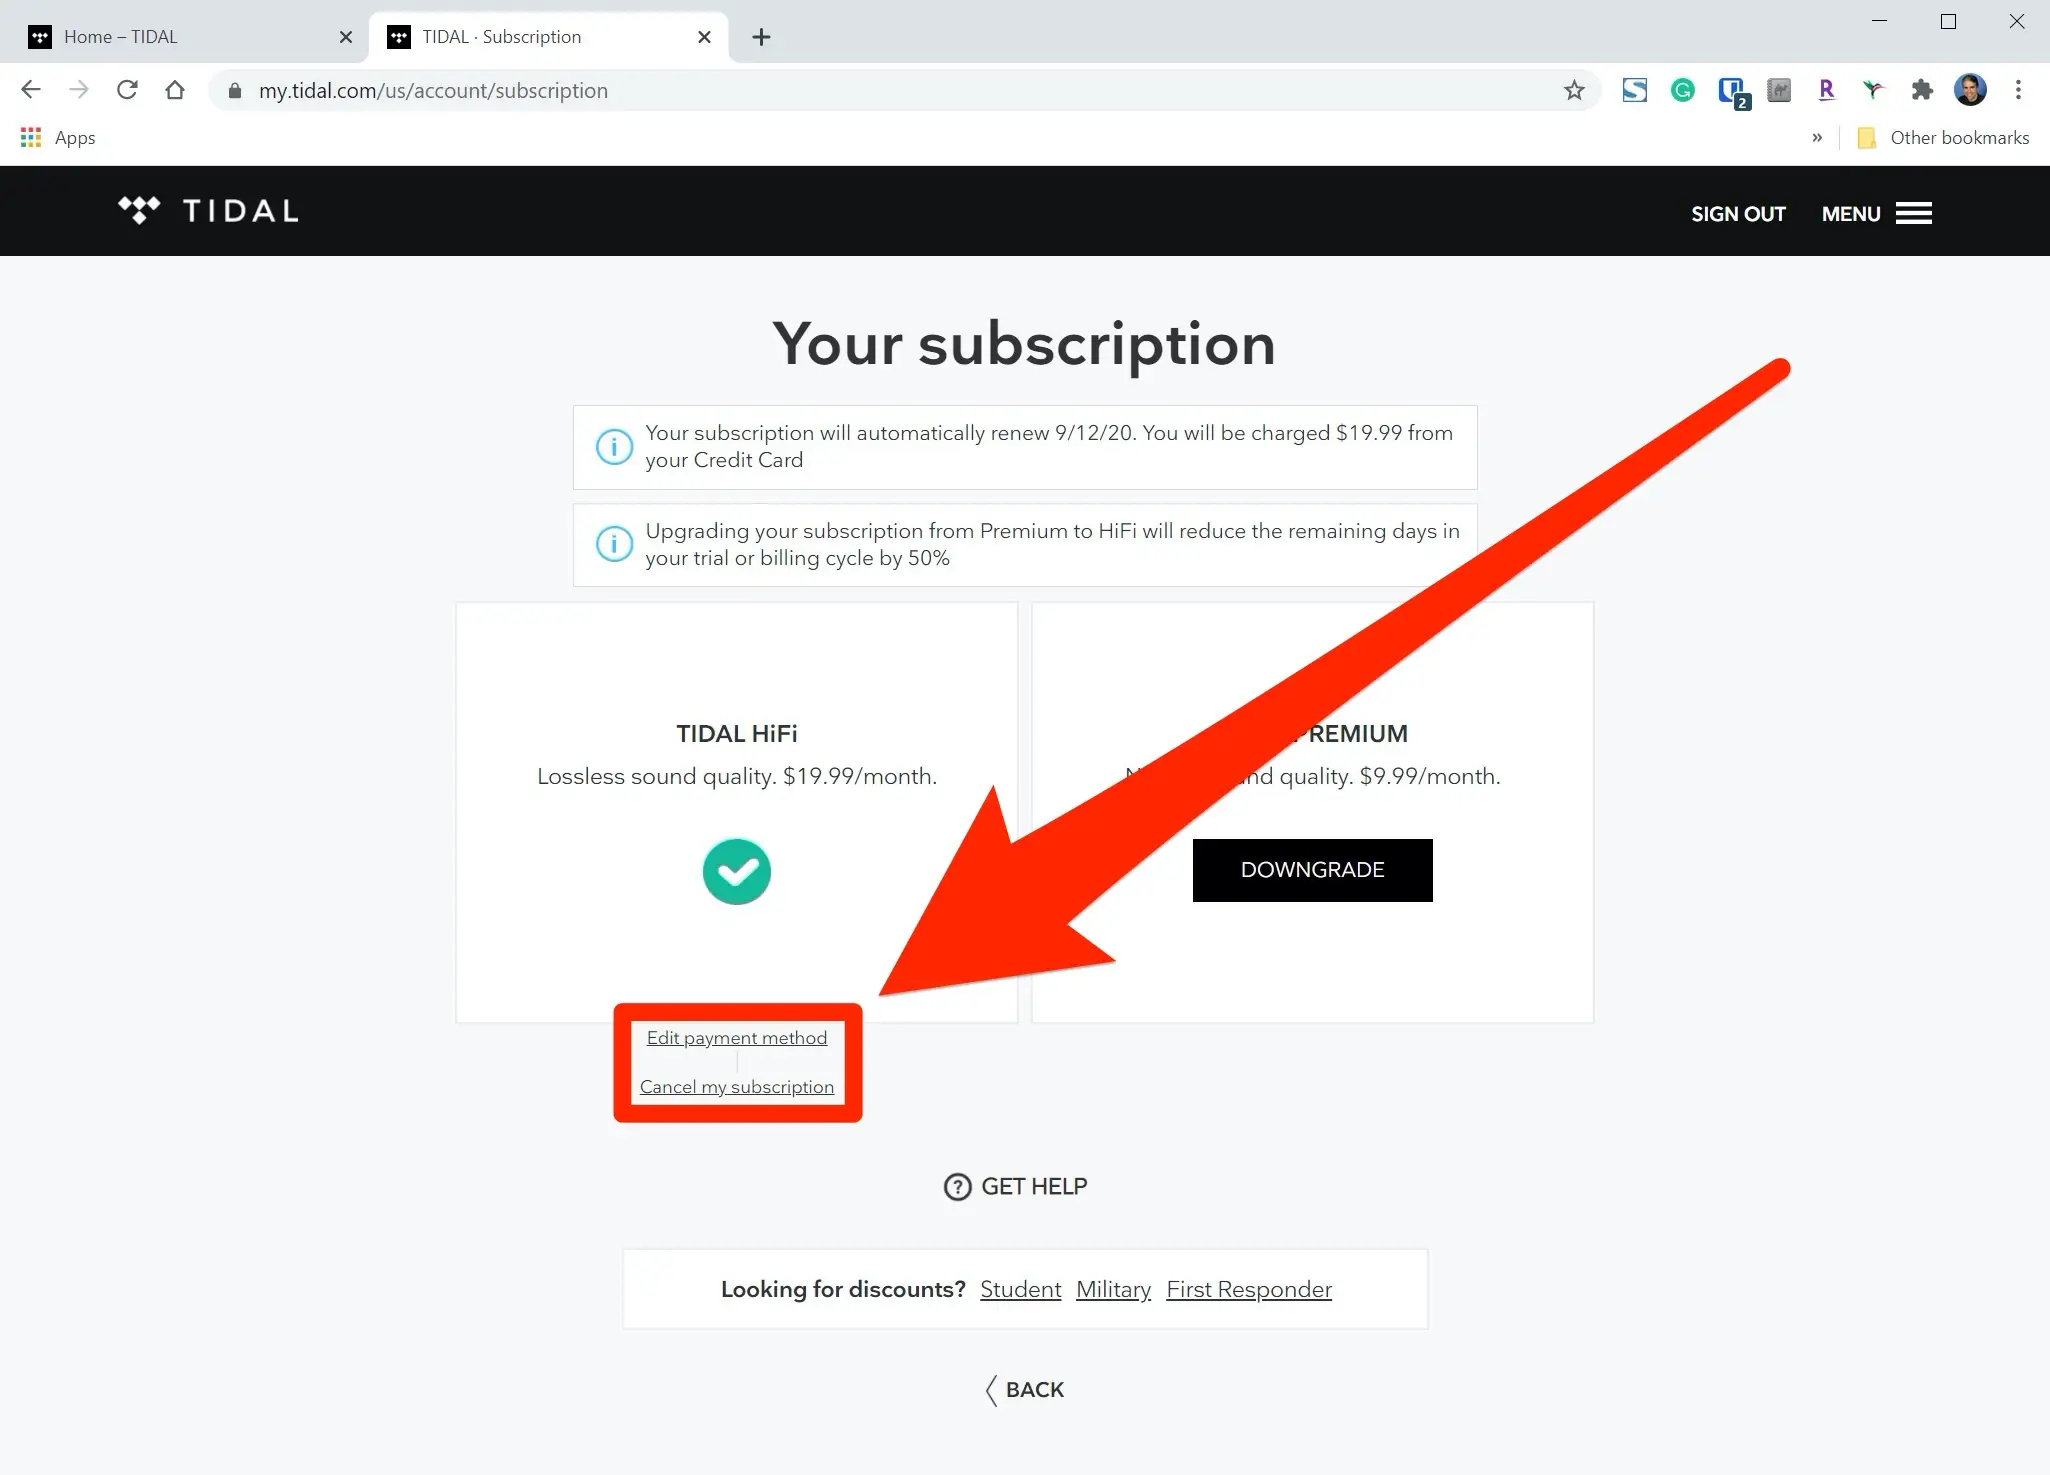 Home – TIDAL
TIDAL · Subscription
my.tidal.com/us/account/subscription
2
R
Apps
»
Other bookmarks
TIDAL
SIGN OUT
MENU
Your subscription
Your subscription will automatically renew 9/12/20. You will be charged $19.99 from
your Credit Card
Upgrading your subscription from Premium to HiFi will reduce the remaining days in
your trial or billing cycle by 50%
TIDAL HiFi
Lossless sound quality. $19.99/month.
PREMIUM
quality. $9.99/month.
DOWNGRADE
Edit payment method
Cancel my subscription
GET HELP
Looking for discounts? Student Military First Responder
BACK